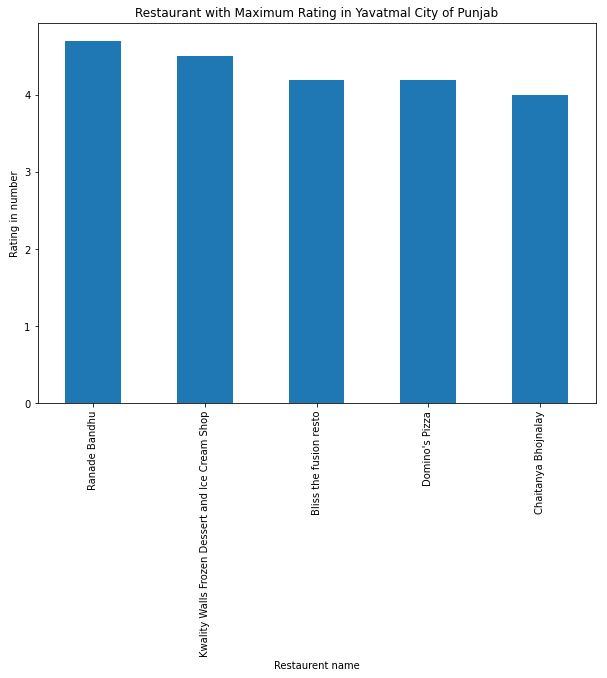 Restaurant with Maximum Rating in Yavatmal City of Punjab
Rating in number
4
3
2
1
0
Ranade Bandhu
Kwality Walls Frozen Dessert and Ice Cream Shop
Bliss the fusion resto
Domino's Pizza
Chaitanya Bhojnalay
Restaurent name